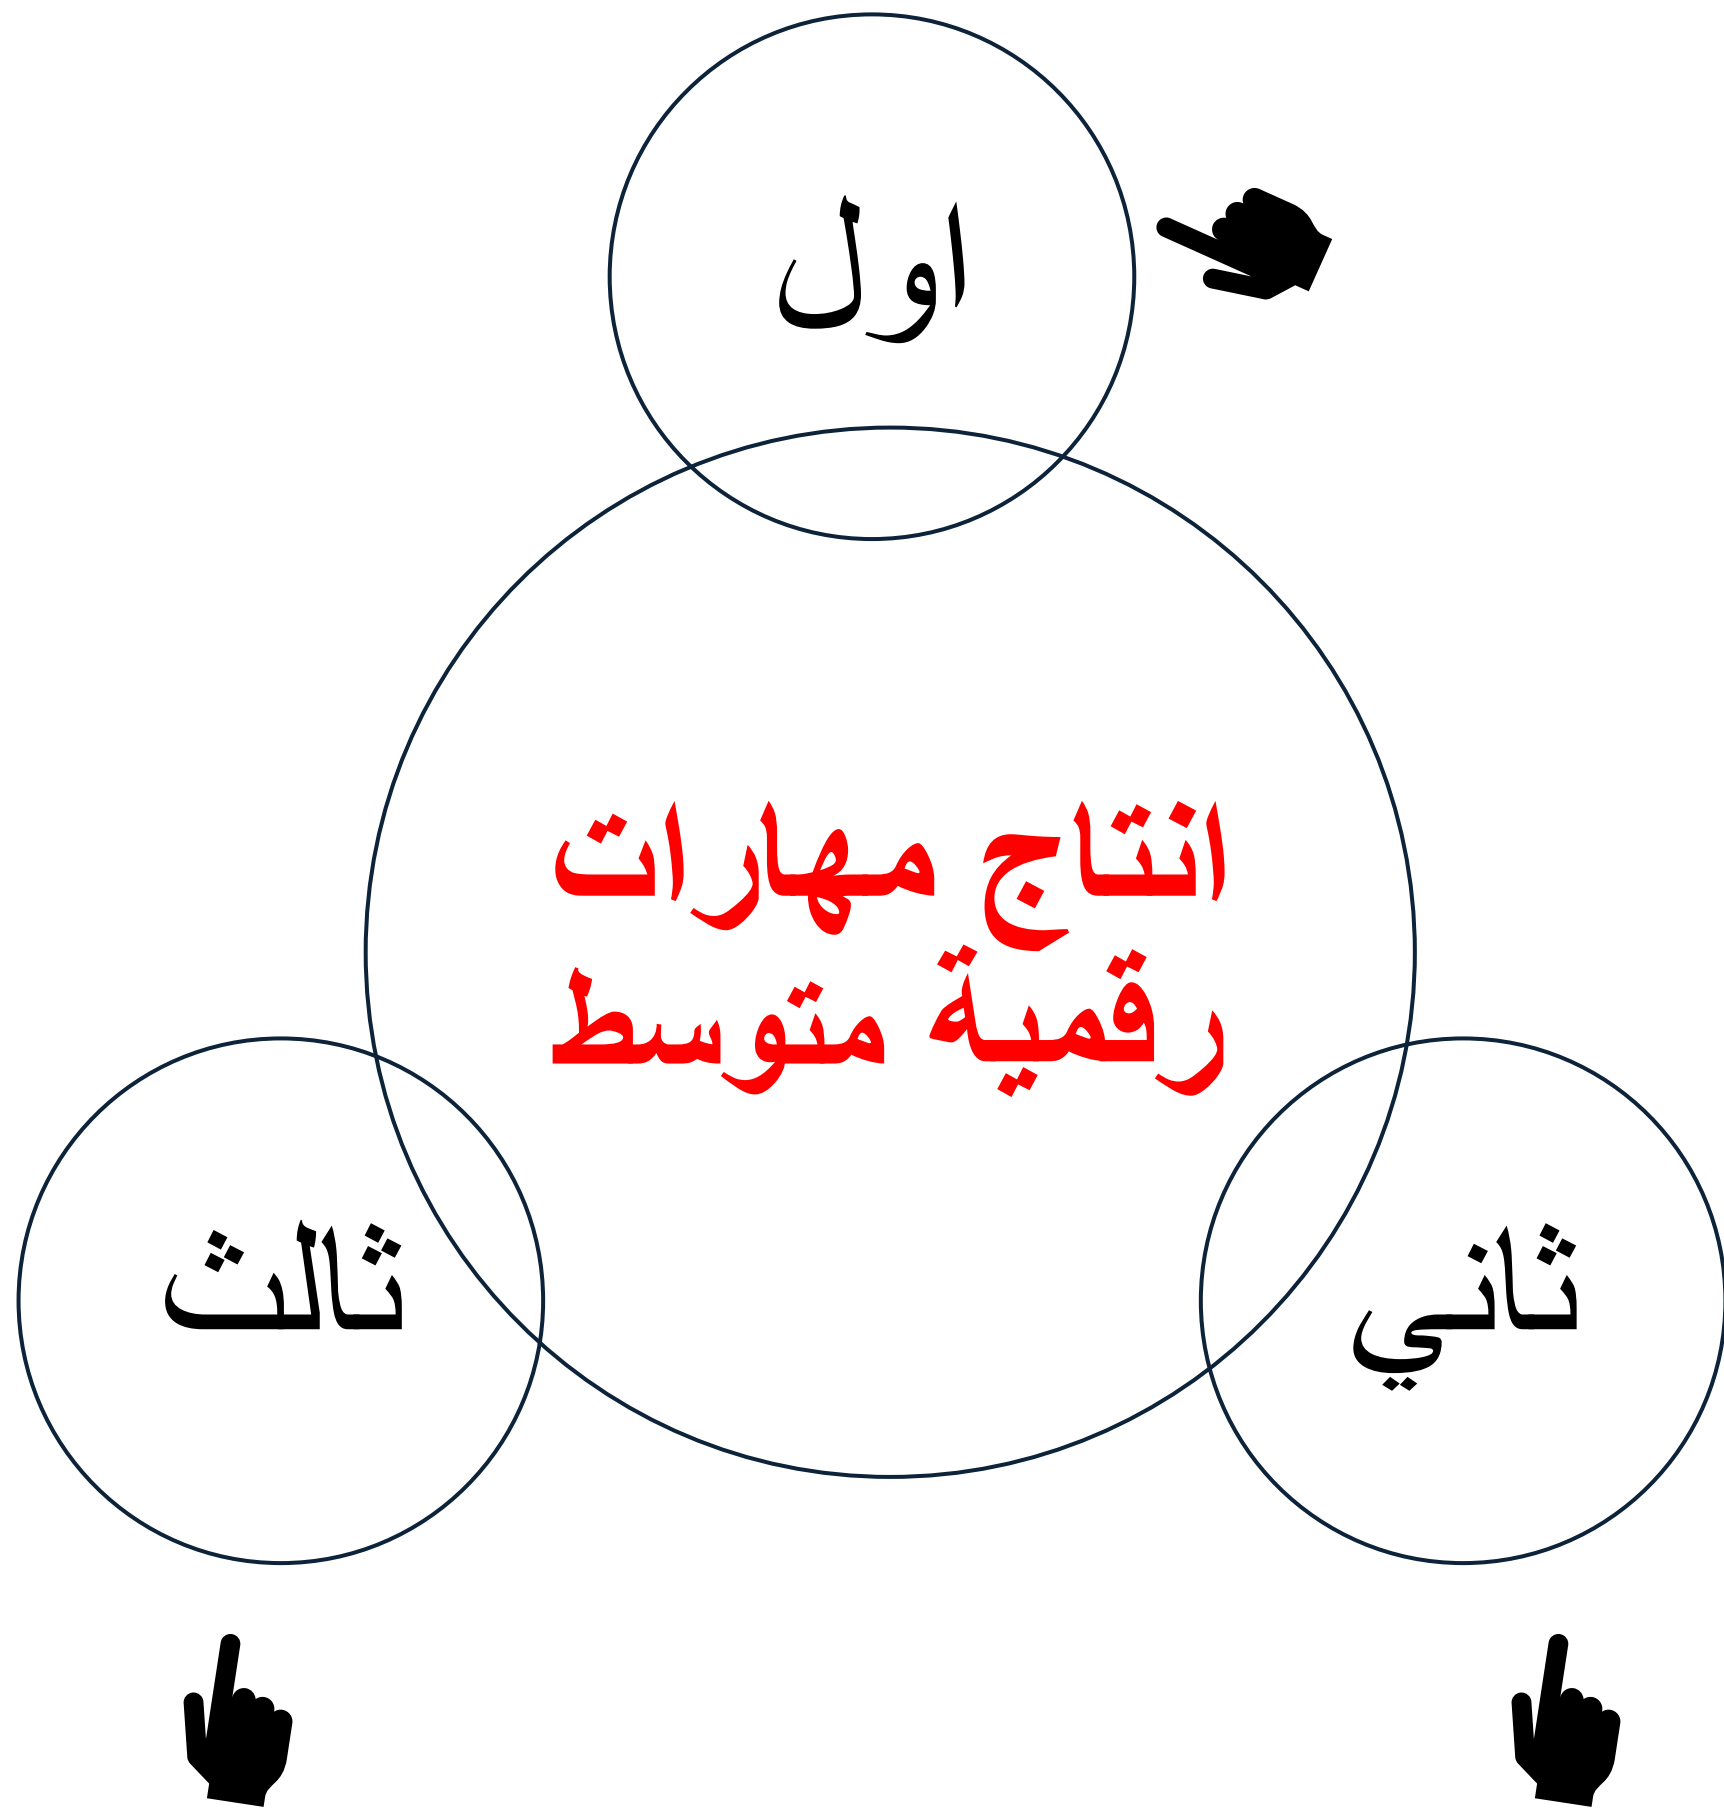 اول
انتاج مهارات
رقمية متوسط
ثاني
ثالث